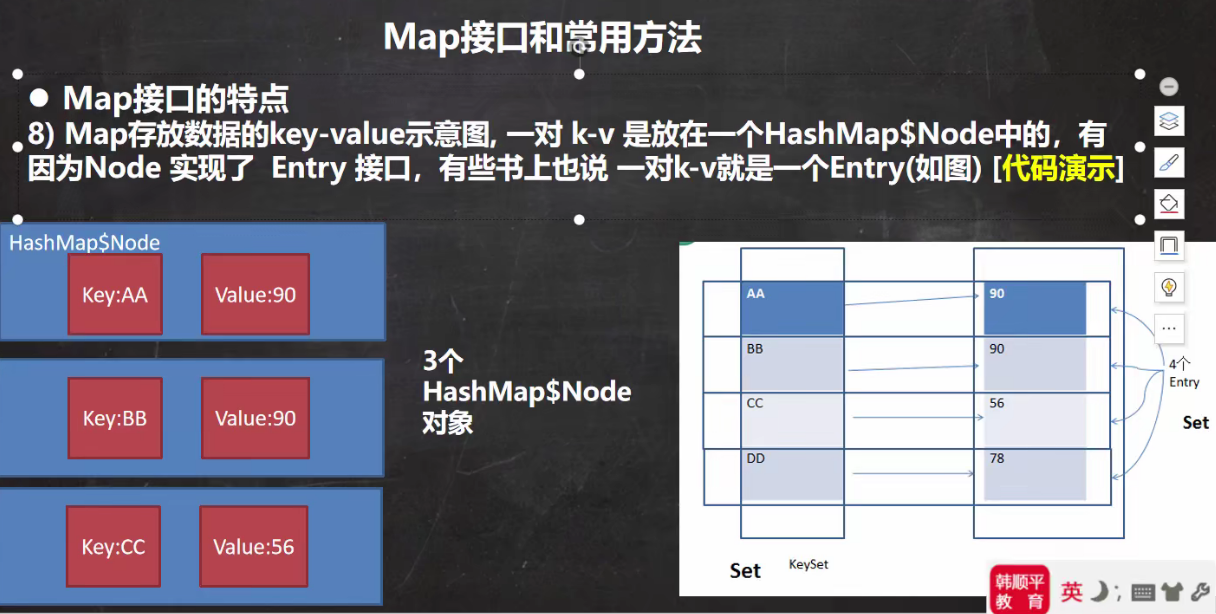 Map接口和常用方法
● Map接口的特点
8) Map存放数据的key-value示意图, 一对 k-v 是放在一个HashMap$Node中的，有
因为Node 实现了 Entry 接口，有些书上也说 一对k-v就是一个Entry(如图) [代码演示]
HashMap$Node
Key:AA
Value:90
Key:BB
Value:90
Key:CC
Value:56
3个
HashMap$Node
对象
AA
90
BB
90
CC
56
DD
78
4个
Entry
Set
Set
KeySet
韩顺平
教 育
英